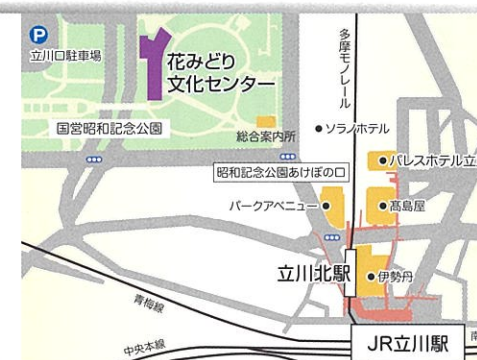 P
立川口駐車場
花みどり
文化センター
多摩モノレール
国営昭和記念公園
総合案内所
ソラノホテル
昭和記念公園あけぼの口
パレスホテル立
パークアベニュー
髙島屋
立川北駅
伊勢丹
青梅線
中央本線
JR立川駅
南